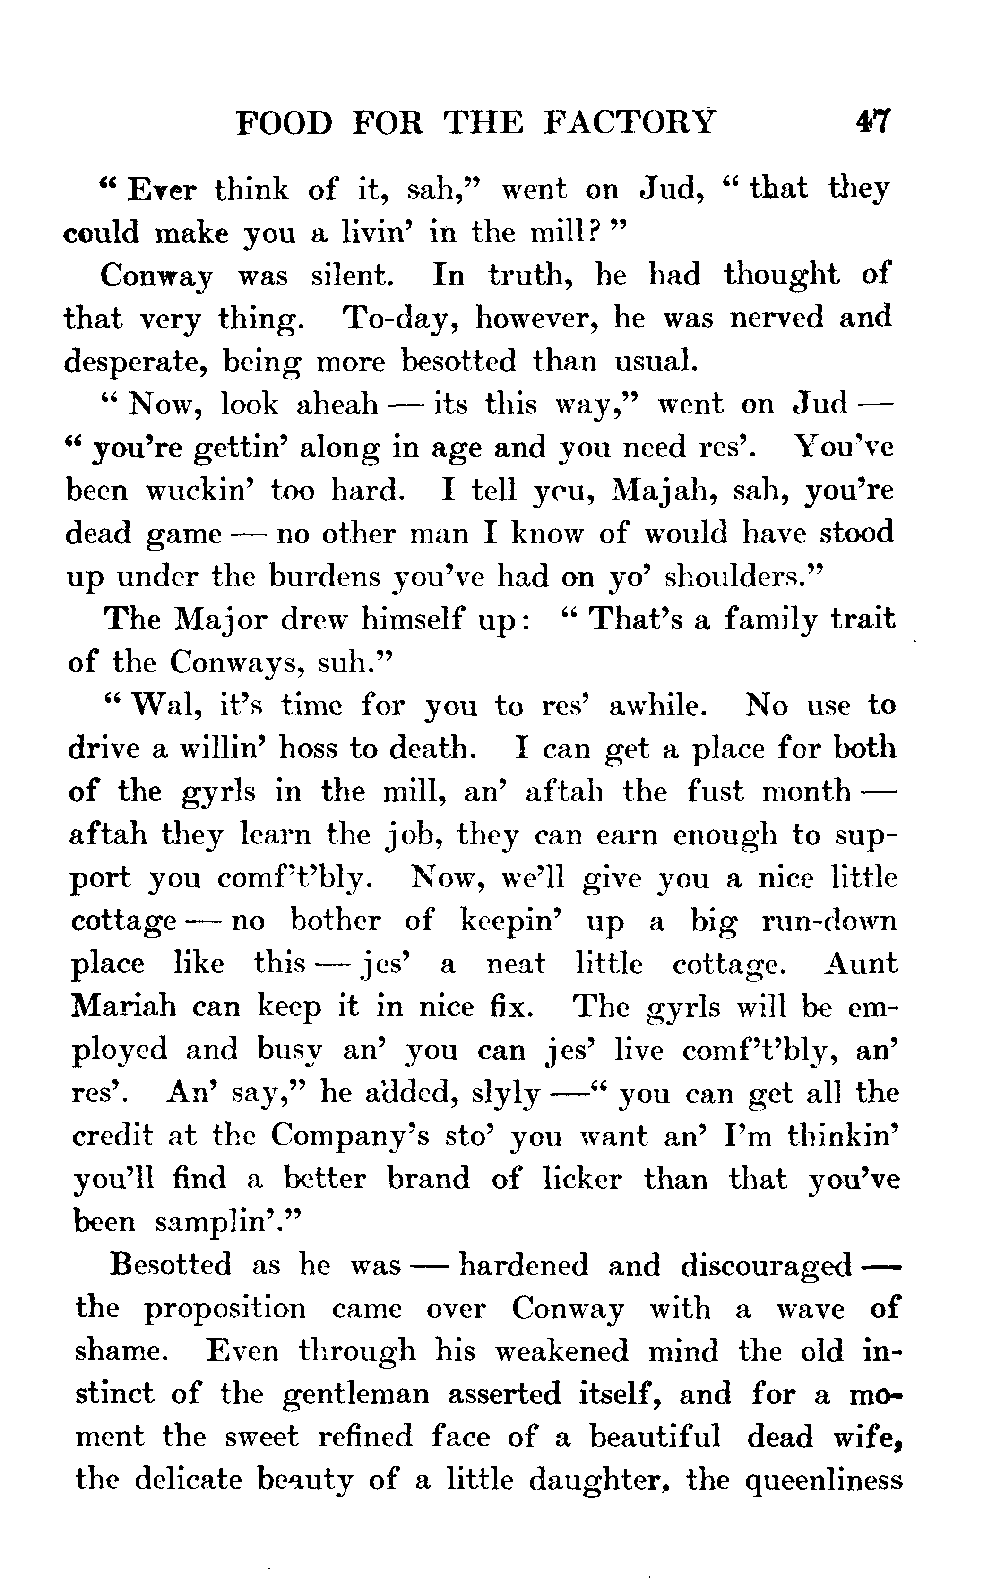 FOOD FOR THE FACTORY 47
“ Ever think of it, sah,” went on Jud, “ that they
could make you a livin’ in the mill? ”
Conway was silent. In truth, he had thought of
that very thing. To-day, however, he was nerved and
desperate, being more besotted than usual.
“ Now, look aheah — its this way,” went on Jud —
“ you’re gettin’ along in age and you need res’. You’ve
been wuckin’ too hard. I tell you, Majah, sah, you’re
dead game — no other man I know of would have stood
up under the burdens you’ve had on yo’ shoulders.”
The Major drew himself up: “ That’s a family trait
of the Conways, suh.”
“ Wal, it’s time for you to res’ awhile. No use to
drive a willin’ hoss to death. I can get a place for both
of the gyrls in the mill, an’ aftah the fust month —
aftah they learn the job, they can earn enough to sup-
port you comf’t’bly. Now, we’ll give you a nice little
cottage — no bother of keepin’ up a big run-down
place like this — jes’ a neat little cottage. Aunt
Mariah can keep it in nice fix. The gyrls will be em-
ployed and busy an’ you can jes’ live comf’t’bly, an’
res’. An’ say,” he added, slyly —“ you can get all the
credit at the Company’s sto’ you want an’ I’m thinkin’
you’ll find a better brand of licker than that you’ve
been samplin’.”
Besotted as he was — hardened and discouraged —
the proposition came over Conway with a wave of
shame. Even through his weakened mind the old in-
stinct of the gentleman asserted itself, and for a mo-
ment the sweet refined face of a beautiful dead wife,
the delicate beauty of a little daughter, the queenliness